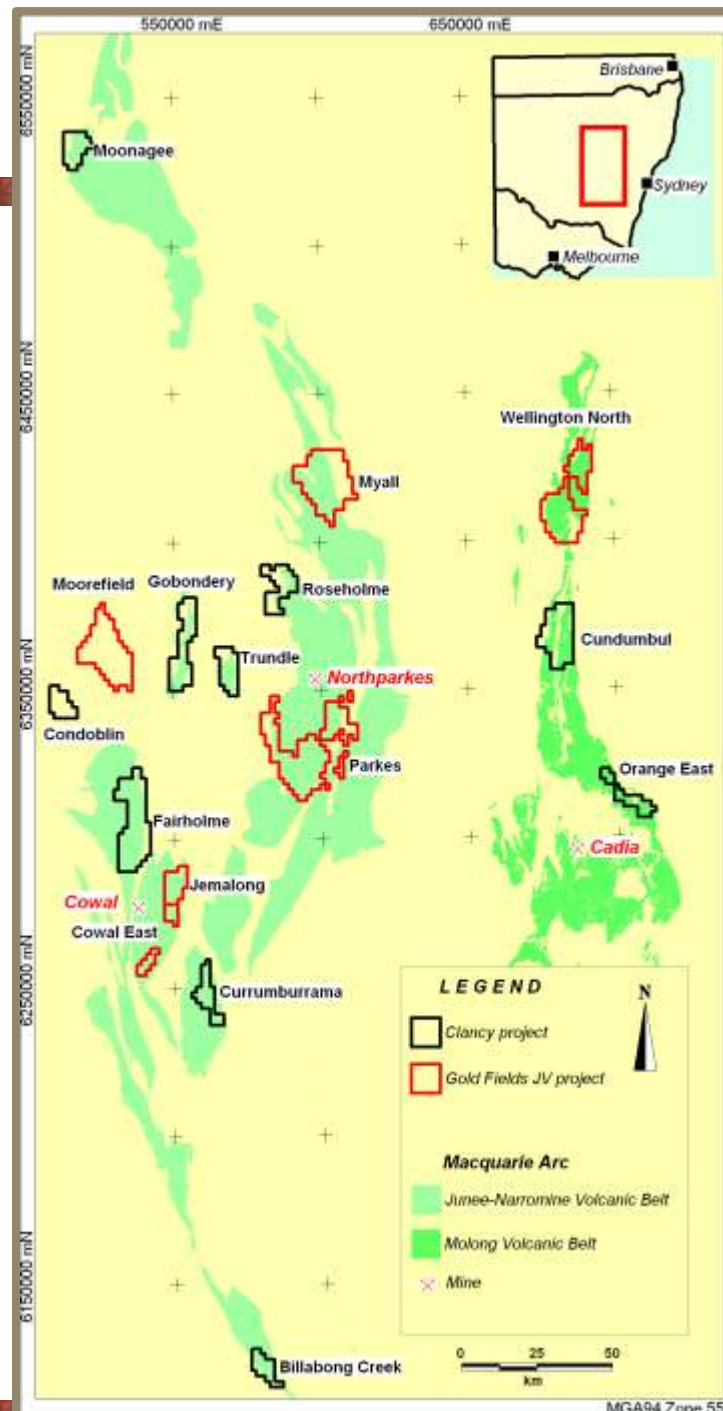 550000 mE
650000 mE
6550000 mN
Brisbane
Moonagee
Sydney
Melbourne
6450000 mN
Wellington North
Myall
Moorefield
Gobondery
Roseholme
Cundumbul
Trundle
Northparkes
6350000 mN
Condoblin
Parkes
Orange East
Fairholme
Cadia
Jemalong
Cowal
Cowal East
6250000 mN
Currumburrama
LEGEND
N
Clancy project
Gold Fields JV project
Macquarie Arc
Junee-Narromine Volcanic Belt
Molong Volcanic Belt
Mine
6150000 mN
Billabong Creek
0 25 50
km
MGA94 Zone 55